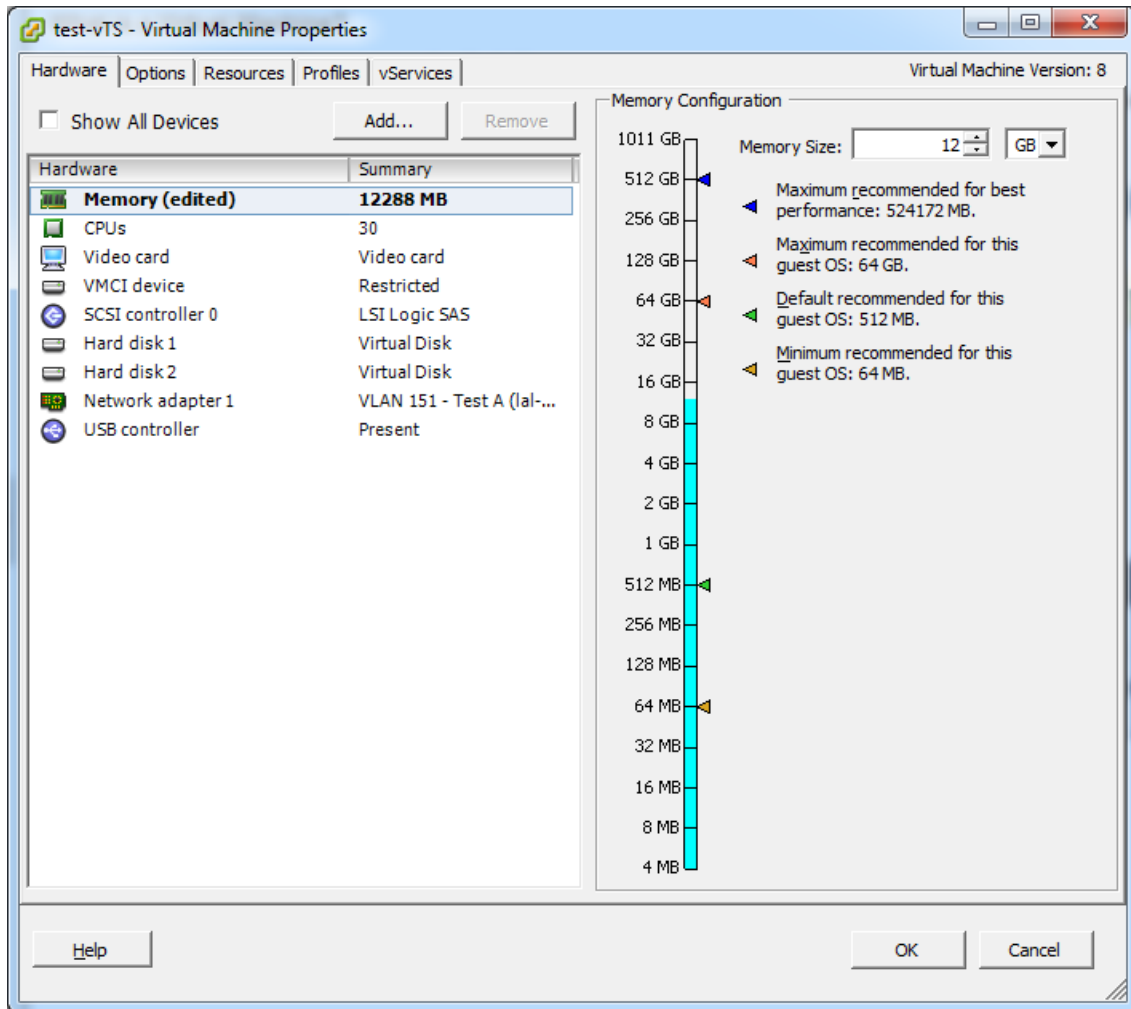 test-vTS - Virtual Machine Properties
Hardware Options Resources Profiles vServices Virtual Machine Version: 8
Show All Devices Add... Remove
Hardware Summary
Memory (edited) 12288 MB
CPUs 30
Video card Video card
VMCI device Restricted
SCSI controller 0 LSI Logic SAS
Hard disk 1 Virtual Disk
Hard disk 2 Virtual Disk
Network adapter 1 VLAN 151 - Test A (lal-...
USB controller Present
Memory Configuration
1011 GB
512 GB
256 GB
128 GB
64 GB
32 GB
16 GB
8 GB
4 GB
2 GB
1 GB
512 MB
256 MB
128 MB
64 MB
32 MB
16 MB
8 MB
4 MB
Memory Size: 12 GB
Maximum recommended for best
performance: 524172 MB.
Maximum recommended for this
guest OS: 64 GB.
Default recommended for this
guest OS: 512 MB.
Minimum recommended for this
guest OS: 64 MB.
Help OK Cancel